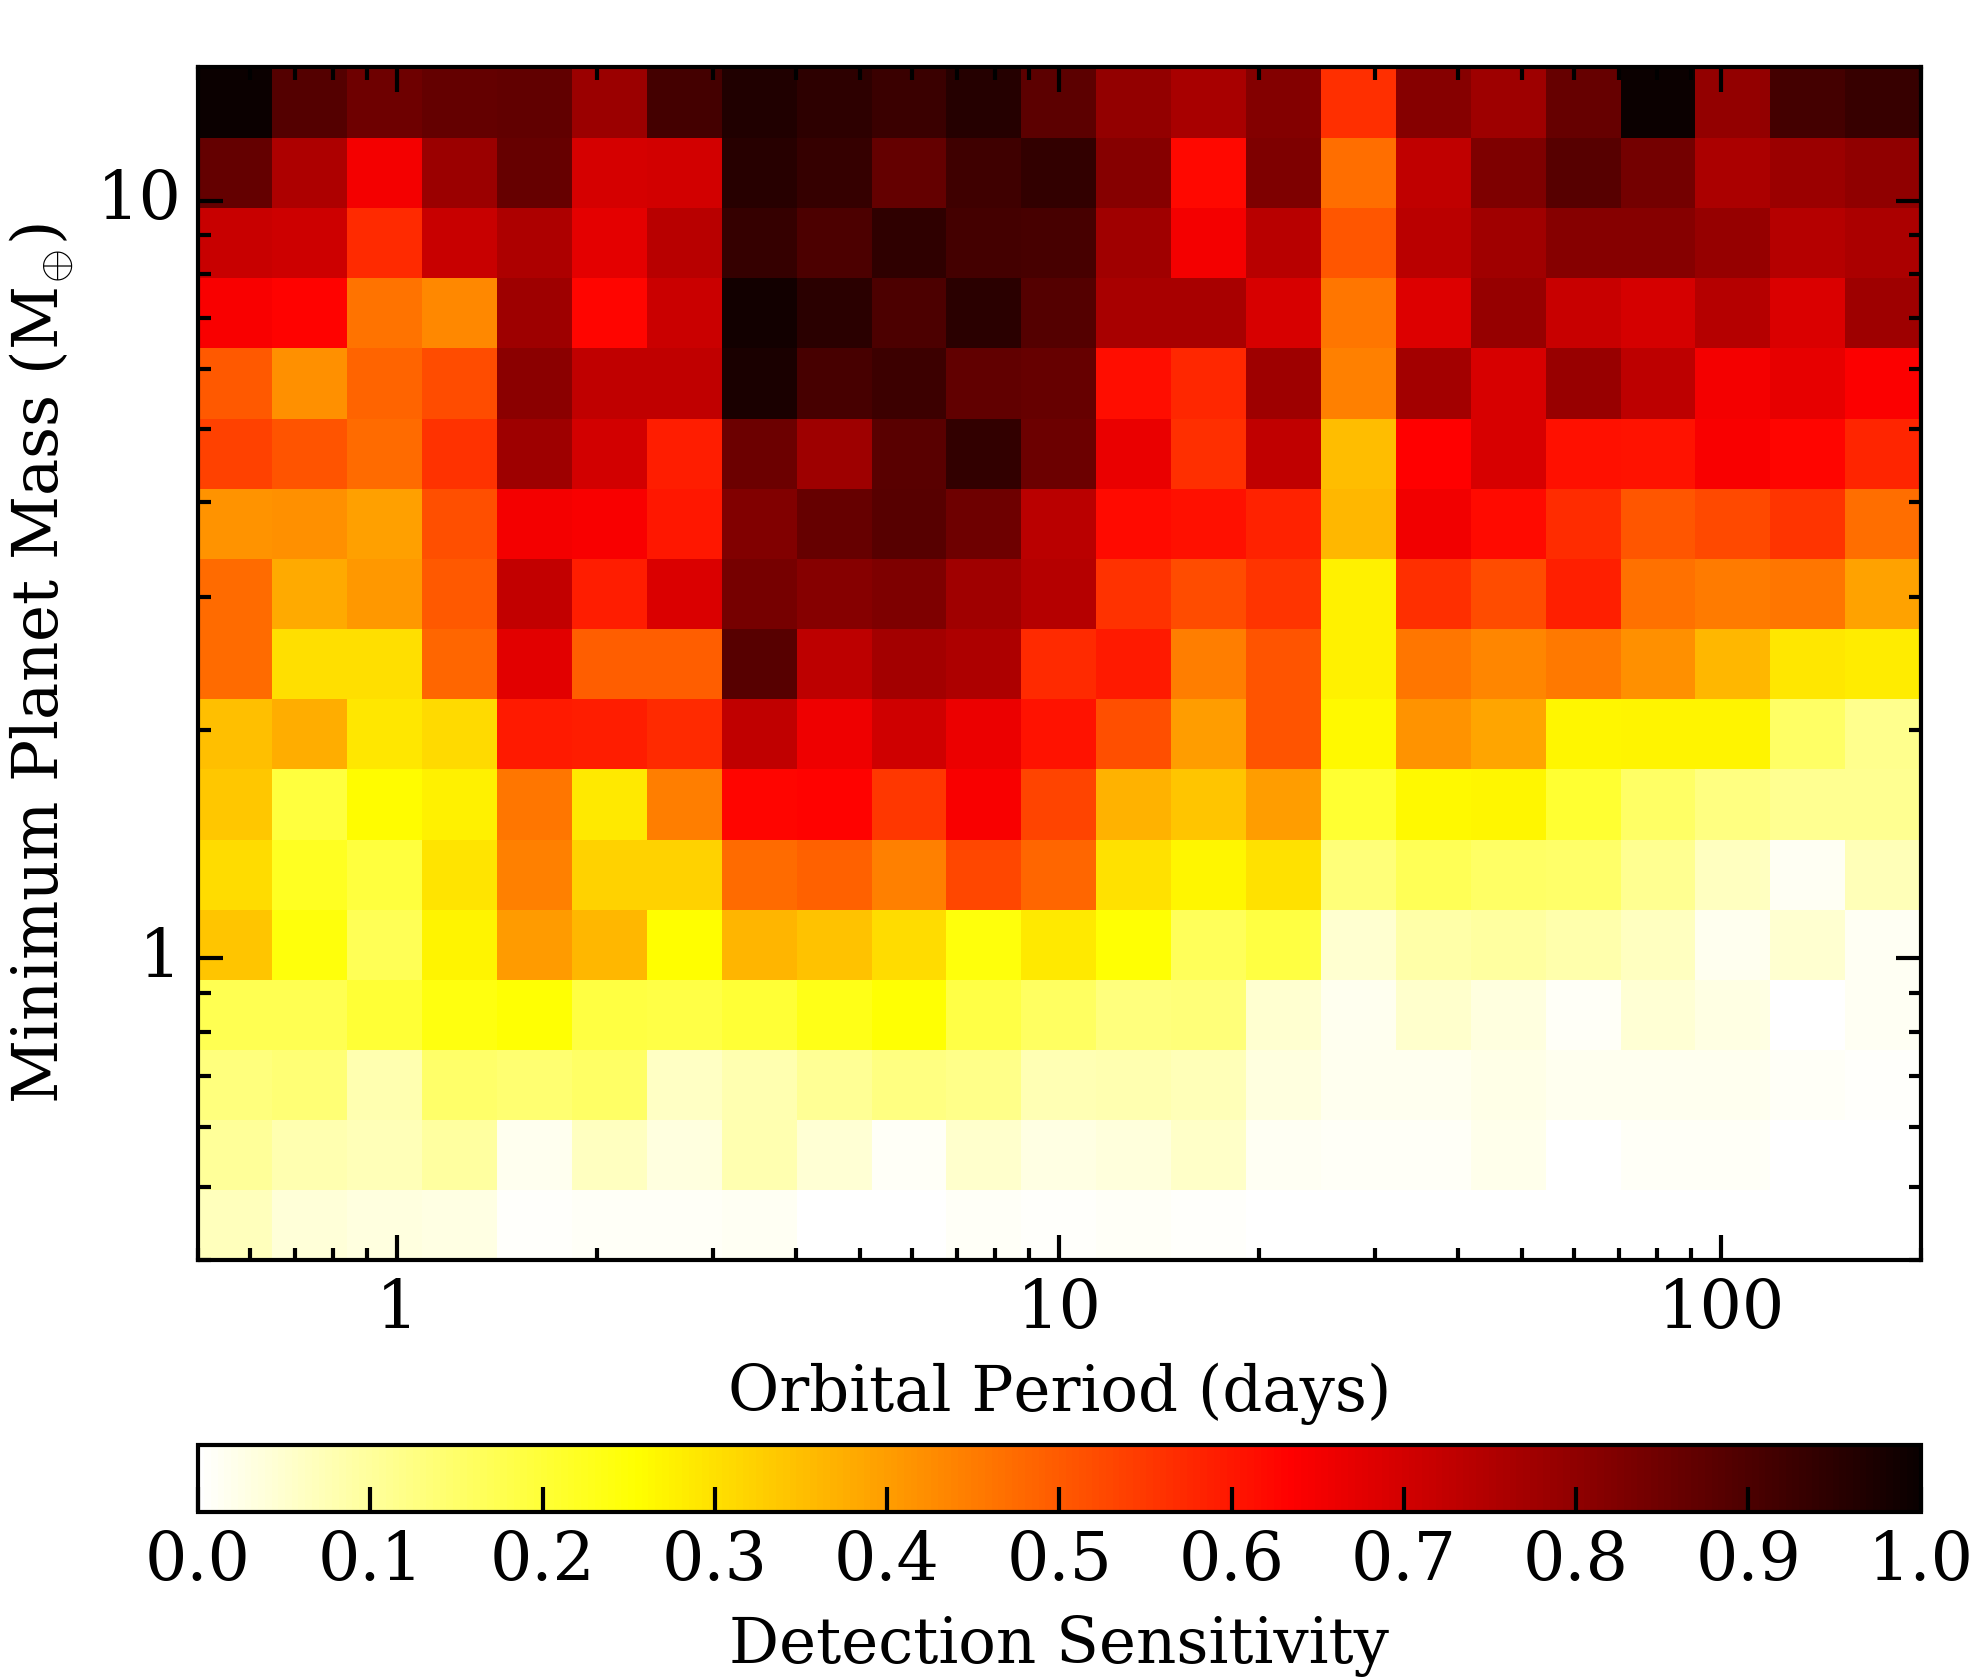 Minimum Planet Mass (M⊕)
10
1
1 10 100
Orbital Period (days)
0.0 0.1 0.2 0.3 0.4 0.5 0.6 0.7 0.8 0.9 1.0
Detection Sensitivity